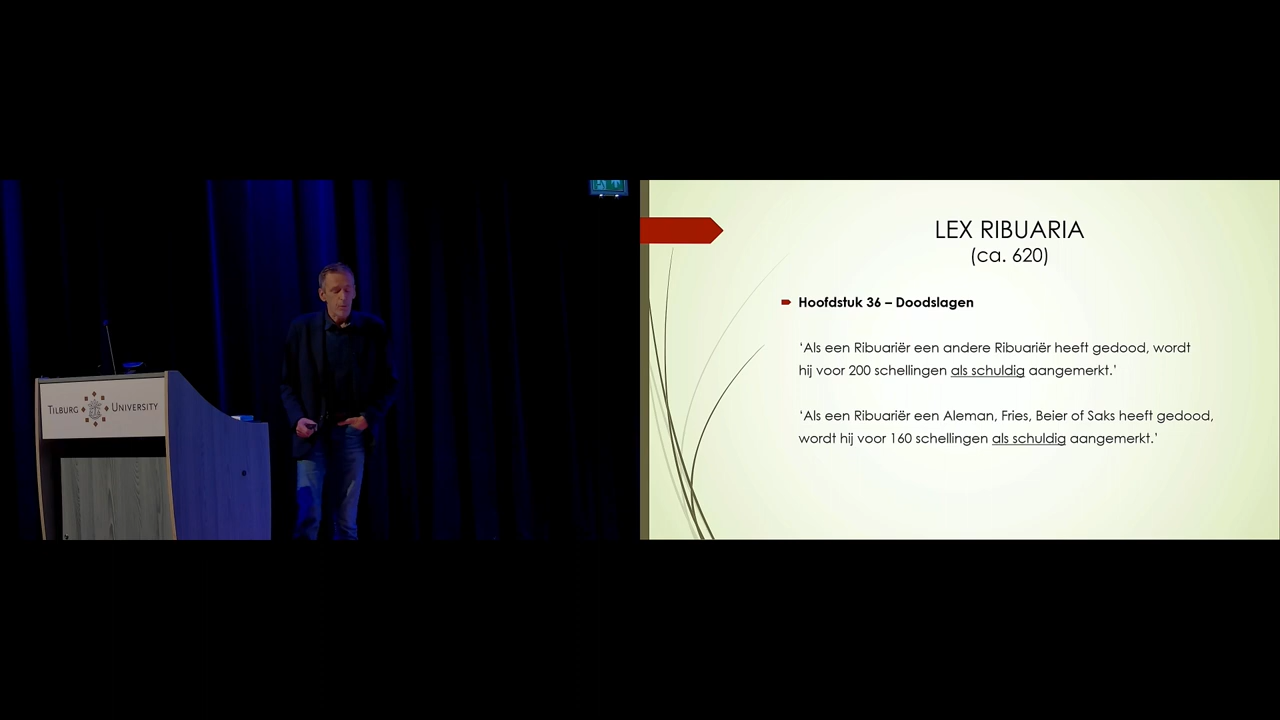 TILBURG UNIVERSITY
LEX RIBUARIA
(ca. 620)
Hoofdstuk 36 – Doodslagen
‘Als een Ribuariër een andere Ribuariër heeft gedood, wordt
hij voor 200 schellingen als schuldig aangemerkt.’
‘Als een Ribuariër een Aleman, Fries, Beier of Saks heeft gedood,
wordt hij voor 160 schellingen als schuldig aangemerkt.’